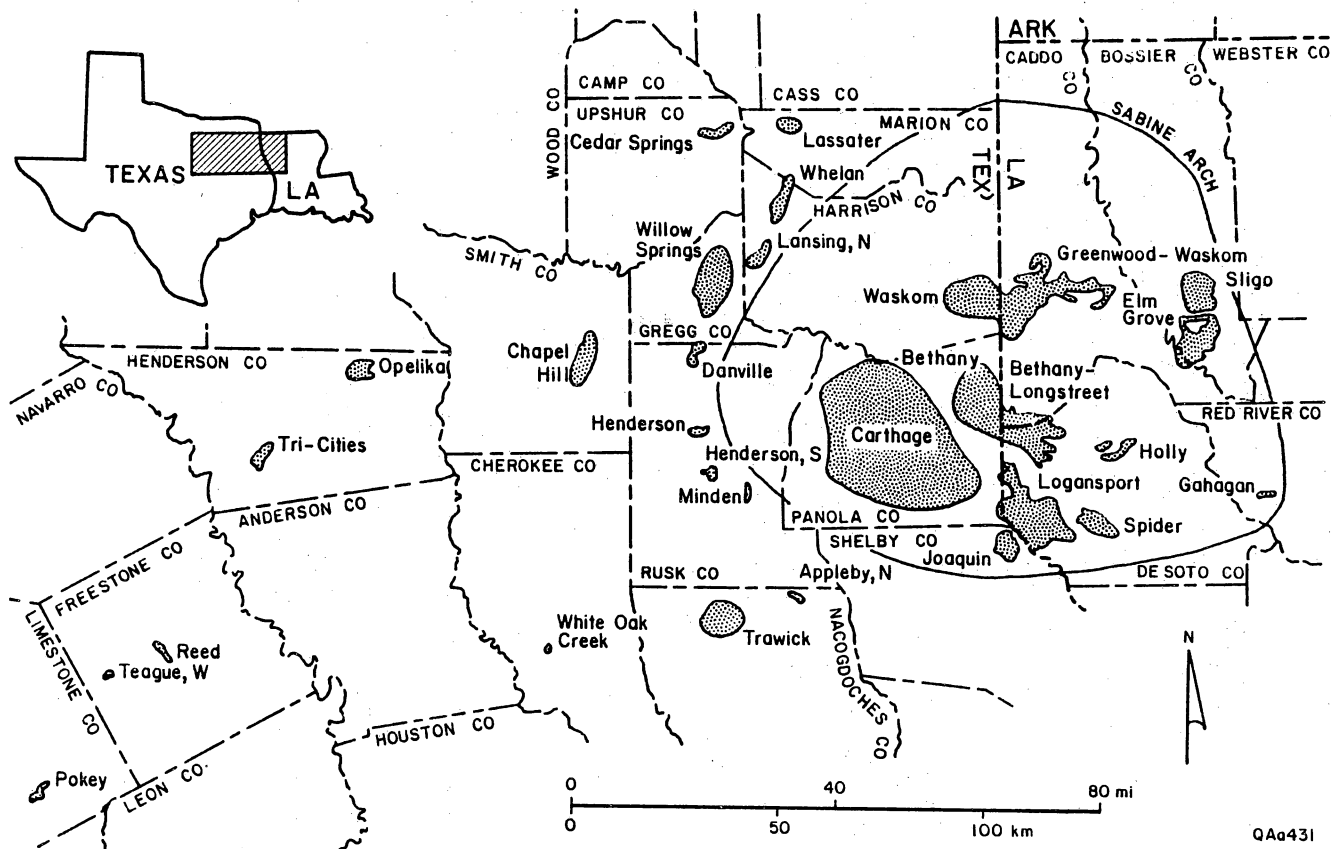 ARK
CADDO CO
BOSSIER CO
WEBSTER CO
CAMP CO
UPSHUR CO
WOOD CO
CASS CO
MARION CO
SABINE ARCH
Cedar Springs
Lassater
TEXAS
LA
TEX
LA
Whelan
HARRISON CO
Willow
Springs
Lansing, N
SMITH CO
Greenwood-Waskom
Waskom
Elm
Grove
Sligo
GREGG CO
HENDERSON CO
Opelika
Chapel
Hill
Danville
Bethany
Bethany-
Longstreet
NAVARRO CO
RED RIVER CO
Henderson
Carthage
Tri-Cities
Henderson, S
Holly
CHEROKEE CO
Minden
Logansport
Gahagan
ANDERSON CO
PANOLA CO
SHELBY CO
Spider
Joaquin
FREESTONE CO
RUSK CO
Appleby, N
DE SOTO CO
LIMESTONE CO
White Oak
Creek
Trawick
NACOGDOCHES CO
N
Reed
Teague, W
HOUSTON CO
Pokey
LEON CO.
0 40 80 mi
0 50 100 km
QAa431